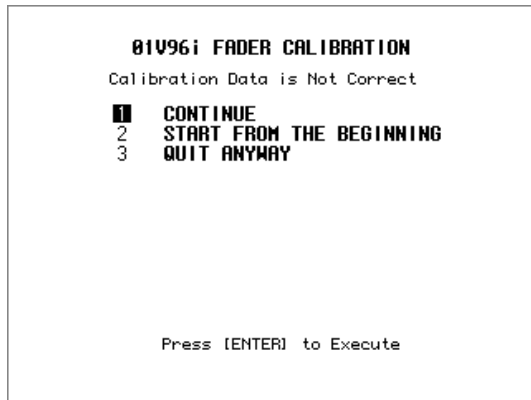 01V96i FADER CALIBRATION
Calibration Data is Not Correct
1 CONTINUE
2 START FROM THE BEGINNING
3 QUIT ANYWAY
Press [ENTER] to Execute